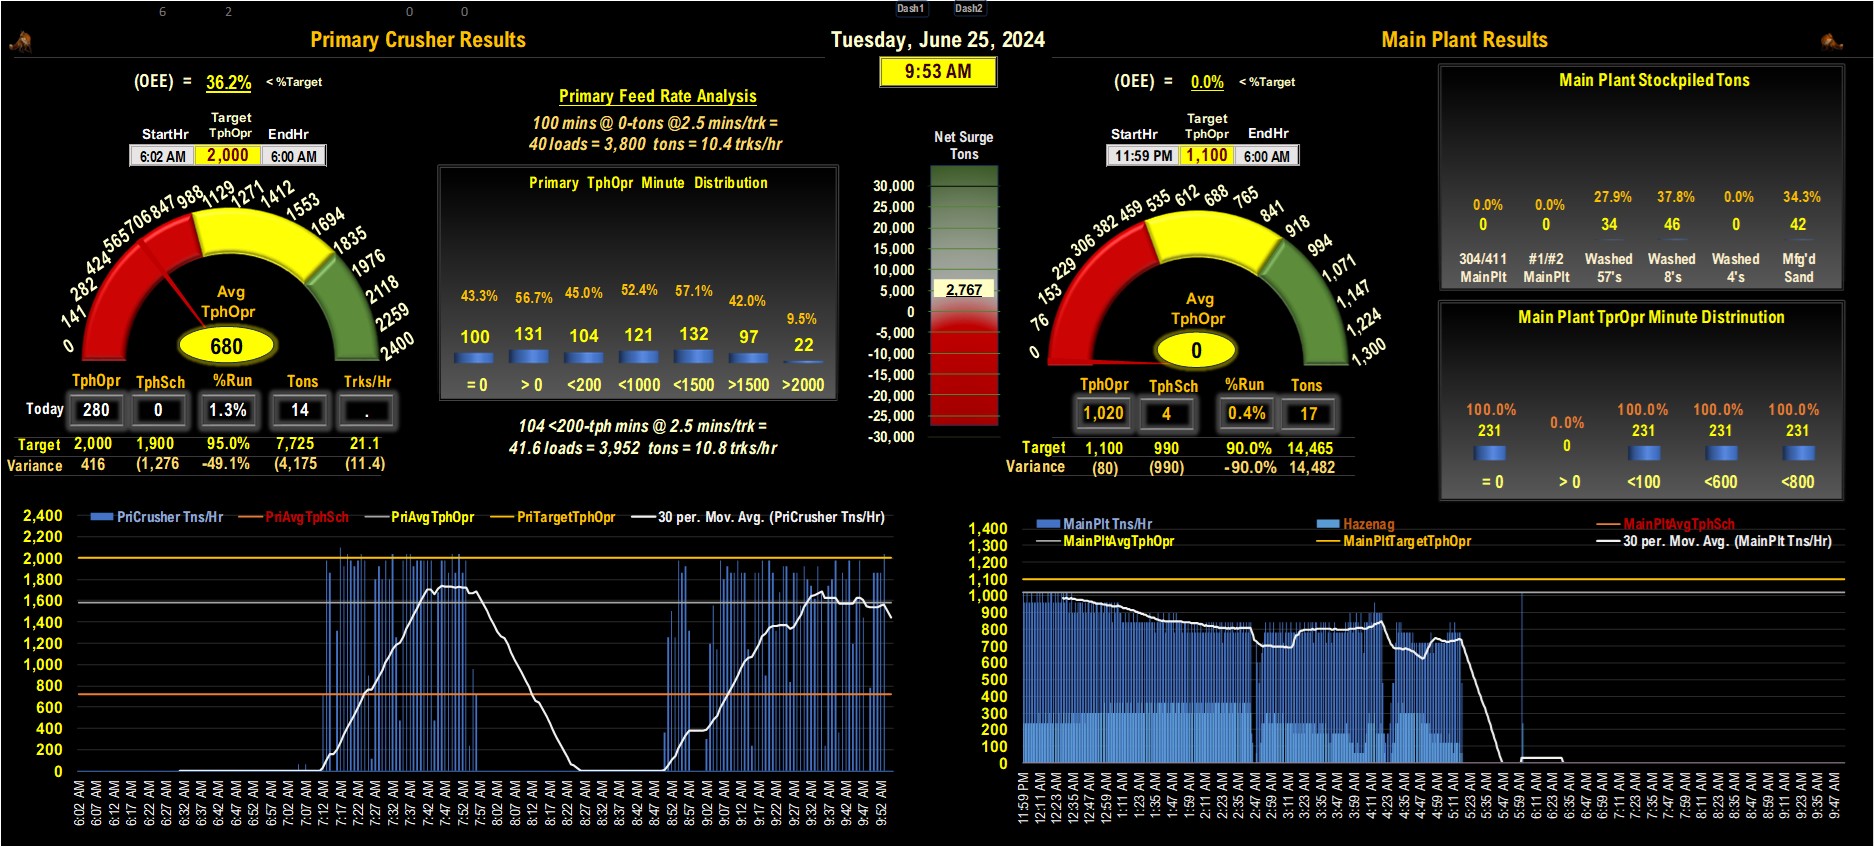 6 2 0 0 Dash1 Dash2
Primary Crusher Results
Tuesday, June 25, 2024
Main Plant Results
9:53 AM
(OEE) = 36.2% < %Target
Target
StartHr TphOpr EndHr
6:02 AM 2,000 6:00 AM
0 141 282 424 565 706 847 988 1129 1271 1412 1553 1694 1835 1976 2118 2259 2400
Avg
TphOpr
680
TphOpr TphSch %Run Tons Trks/Hr
Today 280 0 1.3% 14 .
Target 2,000 1,900 95.0% 7,725 21.1
Variance 416 (1,276 -49.1% (4,175 (11.4)
Primary Feed Rate Analysis
100 mins @ 0-tons @2.5 mins/trk =
40 loads = 3,800 tons = 10.4 trks/hr
Primary TphOpr Minute Distribution
43.3% 56.7% 45.0% 52.4% 57.1% 42.0% 9.5%
100 131 104 121 132 97 22
= 0 > 0 <200 <1000 <1500 >1500 >2000
104 <200-tph mins @ 2.5 mins/trk =
41.6 loads = 3,952 tons = 10.8 trks/hr
Net Surge
Tons
30,000
25,000
20,000
15,000
10,000
5,000
0
-5,000
-10,000
-15,000
-20,000
-25,000
-30,000
2,767
(OEE) = 0.0% < %Target
Target
StartHr TphOpr EndHr
11:59 PM 1,100 6:00 AM
0 76 153 229 306 382 459 535 612 688 765 841 918 994 1,071 1,147 1,224 1,300
Avg
TphOpr
0
TphOpr TphSch %Run Tons
1,020 4 0.4% 17
Target 1,100 990 90.0% 14,465
Variance (80) (990) -90.0% 14,482
Main Plant Stockpiled Tons
0.0% 0.0% 27.9% 37.8% 0.0% 34.3%
0 0 34 46 0 42
304/411 #1/#2 Washed Washed Washed Mfg'd
MainPlt MainPlt 57's 8's 4's Sand
Main Plant TprOpr Minute Distrinution
100.0% 0.0% 100.0% 100.0% 100.0%
231 0 231 231 231
= 0 > 0 <100 <600 <800
PriCrusher Tns/Hr PriAvgTphSch PriAvgTphOpr PriTargetTphOpr 30 per. Mov. Avg. (PriCrusher Tns/Hr)
2,400
2,200
2,000
1,800
1,600
1,400
1,200
1,000
800
600
400
200
0
6:02 AM 6:07 AM 6:12 AM 6:17 AM 6:22 AM 6:27 AM 6:32 AM 6:37 AM 6:42 AM 6:47 AM 6:52 AM 6:57 AM 7:02 AM 7:07 AM 7:12 AM 7:17 AM 7:22 AM 7:27 AM 7:32 AM 7:37 AM 7:42 AM 7:47 AM 7:52 AM 7:57 AM 8:02 AM 8:07 AM 8:12 AM 8:17 AM 8:22 AM 8:27 AM 8:32 AM 8:37 AM 8:42 AM 8:47 AM 8:52 AM 8:57 AM 9:02 AM 9:07 AM 9:12 AM 9:17 AM 9:22 AM 9:27 AM 9:32 AM 9:37 AM 9:42 AM 9:47 AM 9:52 AM
MainPlt Tns/Hr Hazenag MainPltAvgTphSch
MainPltAvgTphOpr MainPltTargetTphOpr 30 per. Mov. Avg. (MainPlt Tns/Hr)
1,400
1,300
1,200
1,100
1,000
900
800
700
600
500
400
300
200
100
0
11:59 PM 12:11 AM 12:23 AM 12:35 AM 12:47 AM 12:59 AM 1:11 AM 1:23 AM 1:35 AM 1:47 AM 1:59 AM 2:11 AM 2:23 AM 2:35 AM 2:47 AM 2:59 AM 3:11 AM 3:23 AM 3:35 AM 3:47 AM 3:59 AM 4:11 AM 4:23 AM 4:35 AM 4:47 AM 4:59 AM 5:11 AM 5:23 AM 5:35 AM 5:47 AM 5:59 AM 6:11 AM 6:23 AM 6:35 AM 6:47 AM 6:59 AM 7:11 AM 7:23 AM 7:35 AM 7:47 AM 7:59 AM 8:11 AM 8:23 AM 8:35 AM 8:47 AM 8:59 AM 9:11 AM 9:23 AM 9:35 AM 9:47 AM